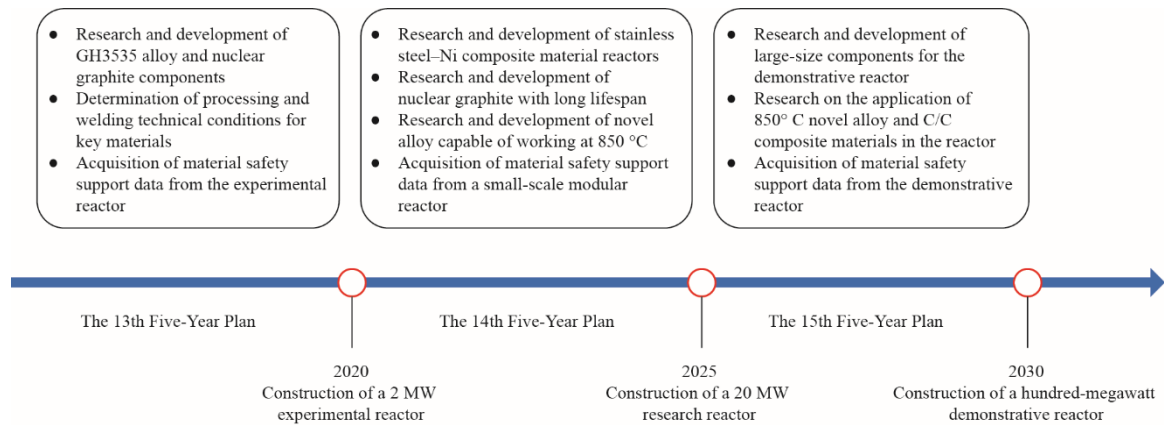 ● Research and development of
GH3535 alloy and nuclear
graphite components
● Determination of processing and
welding technical conditions for
key materials
● Acquisition of material safety
support data from the experimental
reactor
● Research and development of stainless
steel–Ni composite material reactors
● Research and development of
nuclear graphite with long lifespan
● Research and development of novel
alloy capable of working at 850 °C
● Acquisition of material safety support
data from a small-scale modular
reactor
● Research and development of
large-size components for the
demonstrative reactor
● Research on the application of
850° C novel alloy and C/C
composite materials in the reactor
● Acquisition of material safety
support data from the demonstrative
reactor
The 13th Five-Year Plan
The 14th Five-Year Plan
The 15th Five-Year Plan
2020
Construction of a 2 MW
experimental reactor
2025
Construction of a 20 MW
research reactor
2030
Construction of a hundred-megawatt
demonstrative reactor